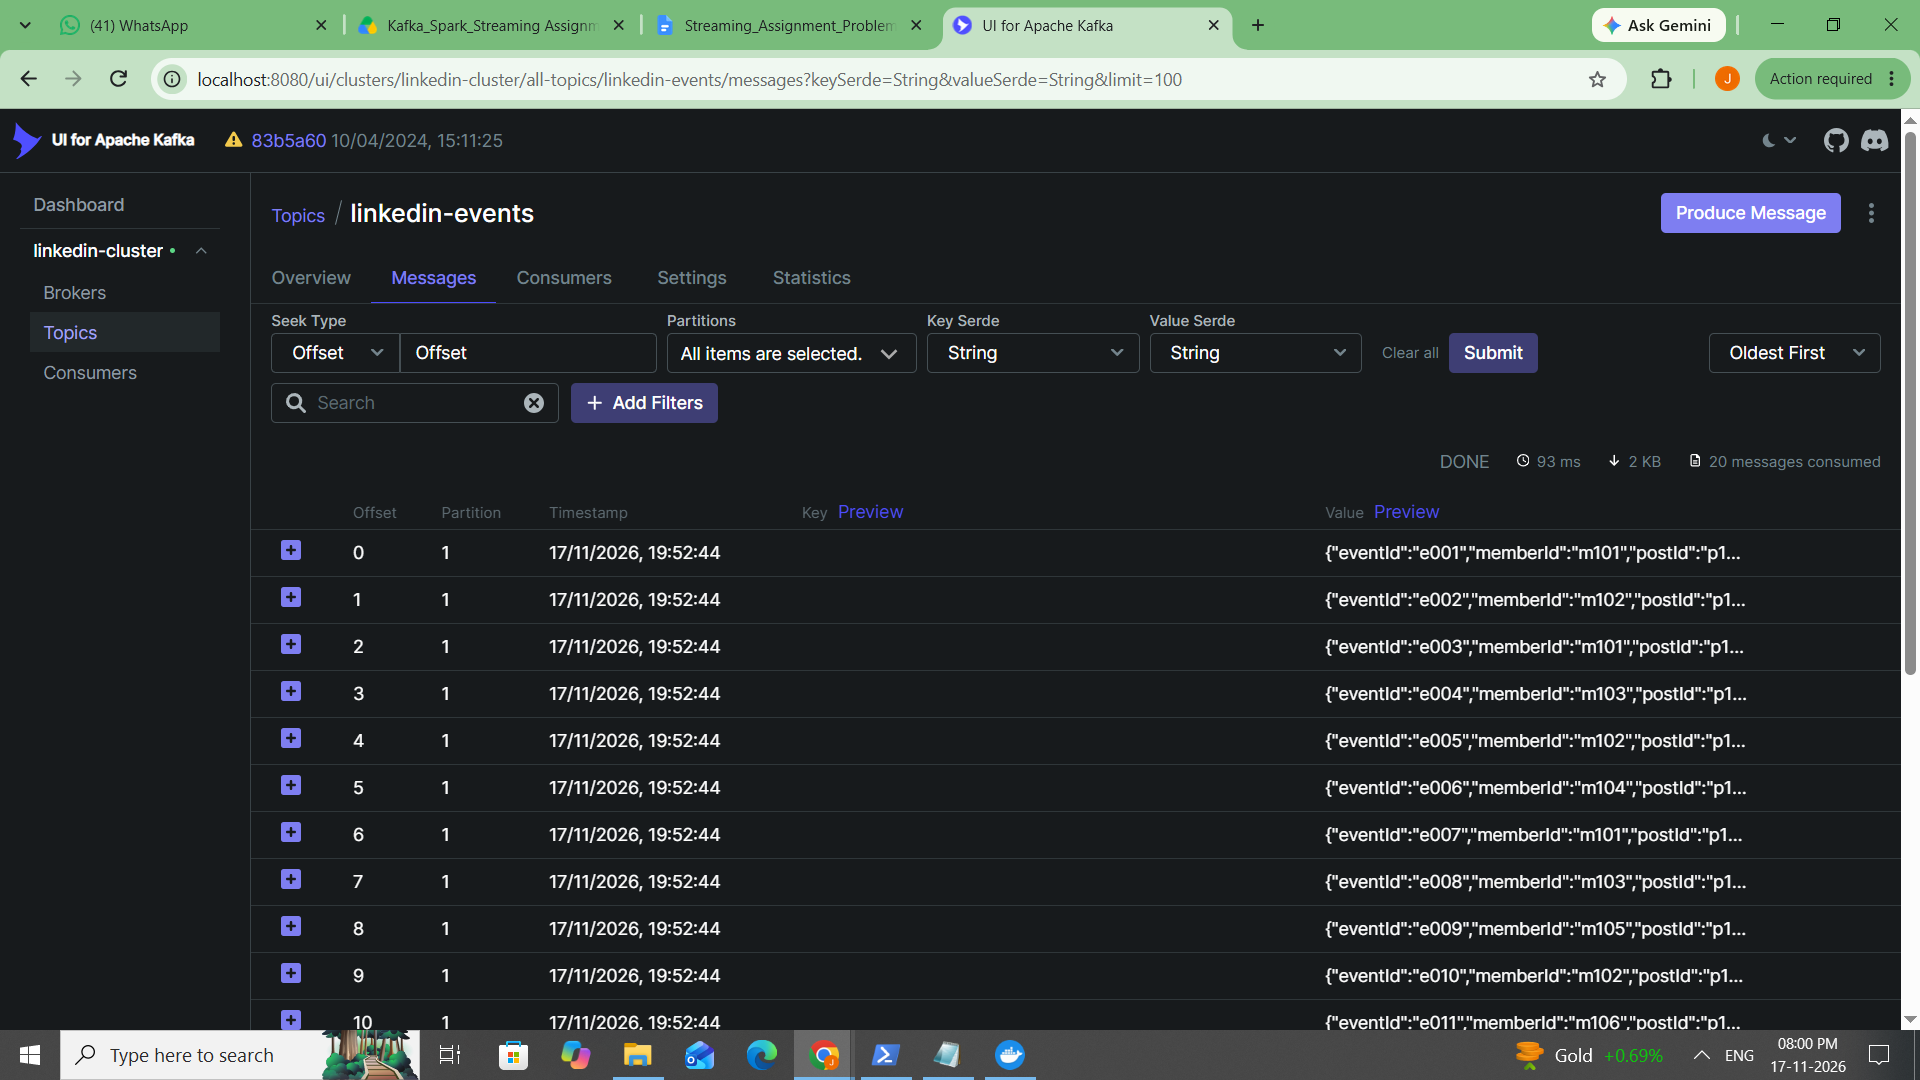 (41) WhatsApp
Kafka_Spark_Streaming Assignm
Streaming_Assignment_Problem
UI for Apache Kafka
Ask Gemini
localhost:8080/ui/clusters/linkedin-cluster/all-topics/linkedin-events/messages?keySerde=String&valueSerde=String&limit=100
J
Action required
UI for Apache Kafka
83b5a60 10/04/2024, 15:11:25
Dashboard
linkedin-cluster
Brokers
Topics
Consumers
Topics / linkedin-events
Produce Message
Overview Messages Consumers Settings Statistics
Seek Type Partitions Key Serde Value Serde
Offset Offset All items are selected. String String Clear all Submit Oldest First
Search + Add Filters
DONE 93 ms 2 KB 20 messages consumed
Offset Partition Timestamp Key Preview Value Preview
0 1 17/11/2026, 19:52:44 {"eventId":"e001","memberId":"m101","postId":"p1...
1 1 17/11/2026, 19:52:44 {"eventId":"e002","memberId":"m102","postId":"p1...
2 1 17/11/2026, 19:52:44 {"eventId":"e003","memberId":"m101","postId":"p1...
3 1 17/11/2026, 19:52:44 {"eventId":"e004","memberId":"m103","postId":"p1...
4 1 17/11/2026, 19:52:44 {"eventId":"e005","memberId":"m102","postId":"p1...
5 1 17/11/2026, 19:52:44 {"eventId":"e006","memberId":"m104","postId":"p1...
6 1 17/11/2026, 19:52:44 {"eventId":"e007","memberId":"m101","postId":"p1...
7 1 17/11/2026, 19:52:44 {"eventId":"e008","memberId":"m103","postId":"p1...
8 1 17/11/2026, 19:52:44 {"eventId":"e009","memberId":"m105","postId":"p1...
9 1 17/11/2026, 19:52:44 {"eventId":"e010","memberId":"m102","postId":"p1...
10 1 17/11/2026, 19:52:44 {"eventId":"e011","memberId":"m106","postId":"p1...
Type here to search
Gold +0.69%
ENG
08:00 PM
17-11-2026